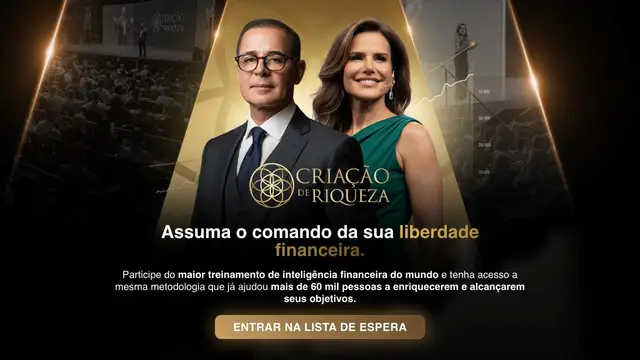 CRIAÇÃO
DE RIQUEZA
Assuma o comando da sua liberdade
financeira.
Participe do maior treinamento de inteligência financeira do mundo e tenha acesso a
mesma metodologia que já ajudou mais de 60 mil pessoas a enriquecerem e alcançarem
seus objetivos.
ENTRAR NA LISTA DE ESPERA